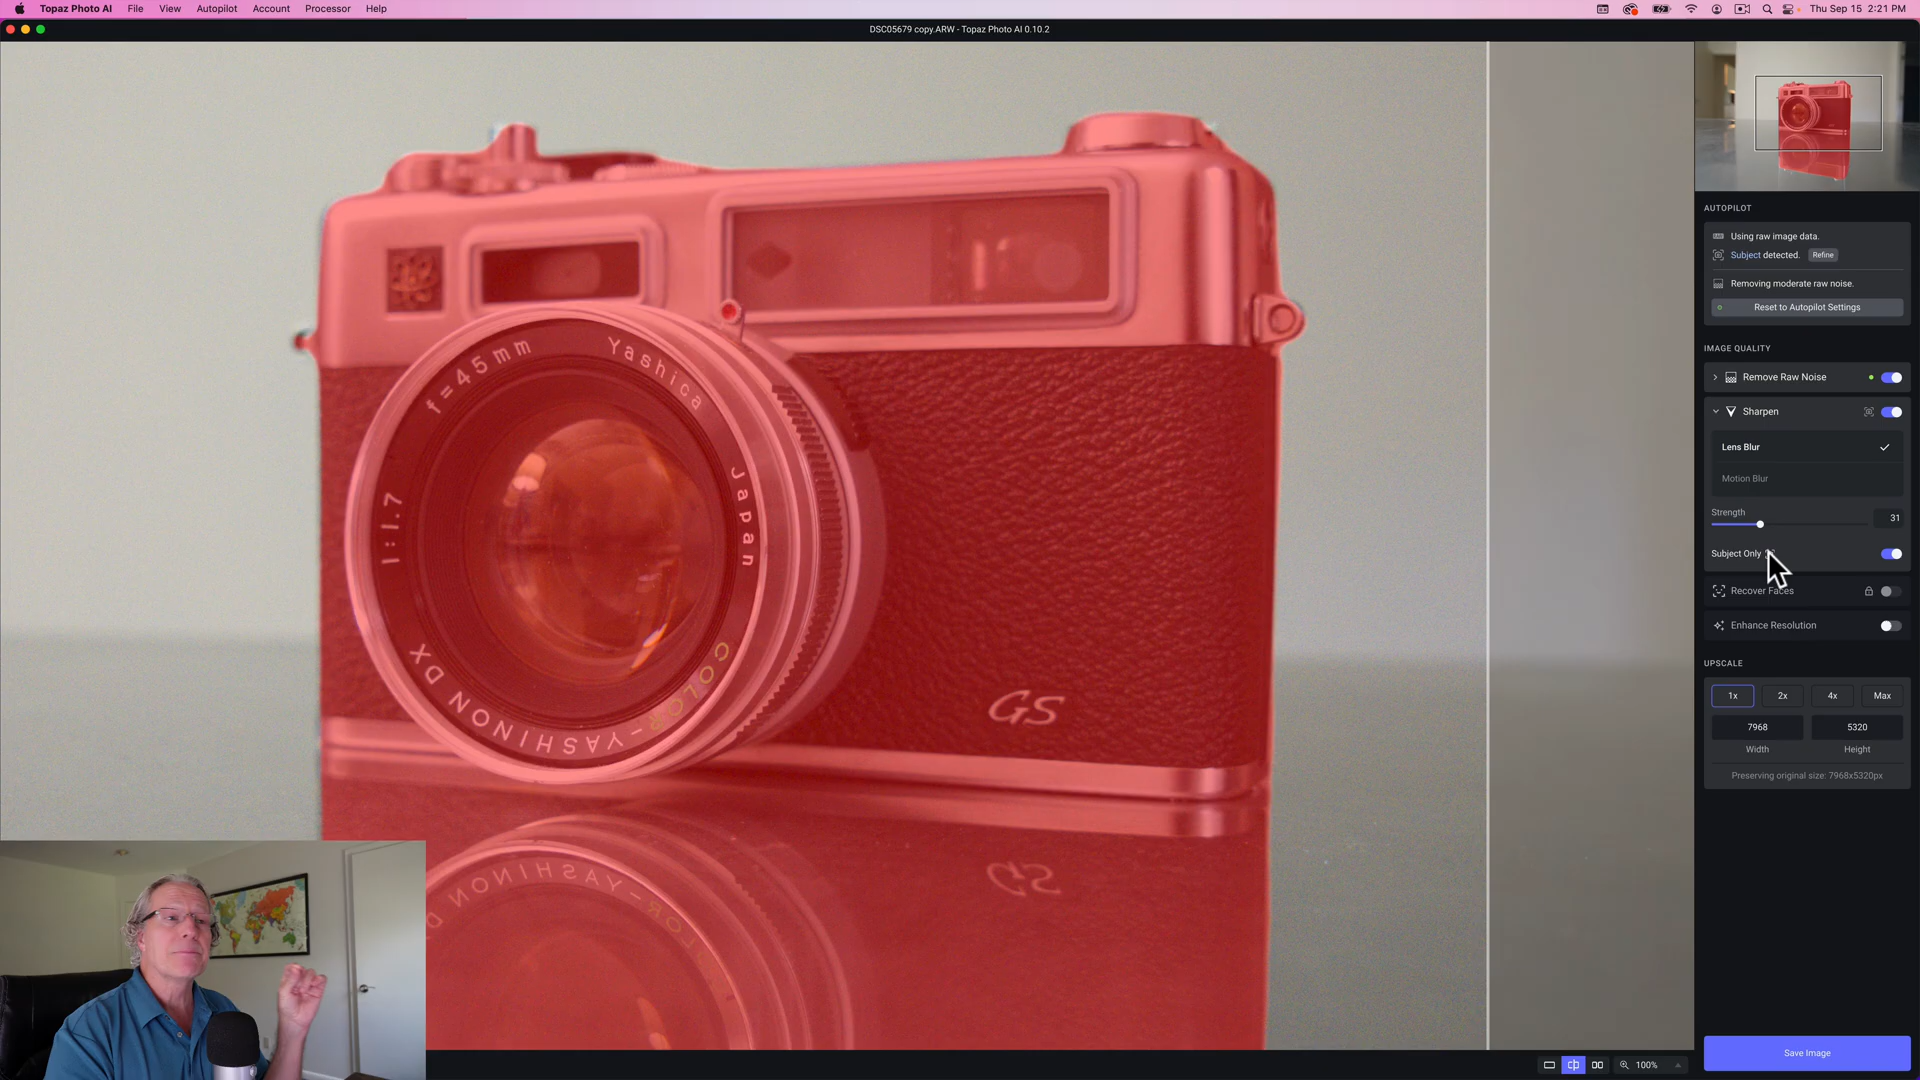 Topaz Photo AI File View Autopilot Account Processor Help
Thu Sep 15 2:21 PM
DSC05679 copy.ARW - Topaz Photo AI 0.10.2
f=45mm
Yashica
Japan
1:1.7
COLOR-YASHINON DX
GS
GS
COLOR-YASHINON D
AUTOPILOT
Using raw image data.
Subject detected. Refine
Removing moderate raw noise.
Reset to Autopilot Settings
IMAGE QUALITY
Remove Raw Noise
Sharpen
Lens Blur
Motion Blur
Strength
31
Subject Only
Recover Faces
Enhance Resolution
UPSCALE
1x 2x 4x Max
7968 5320
Width Height
Preserving original size: 7968x5320px
100%
Save Image